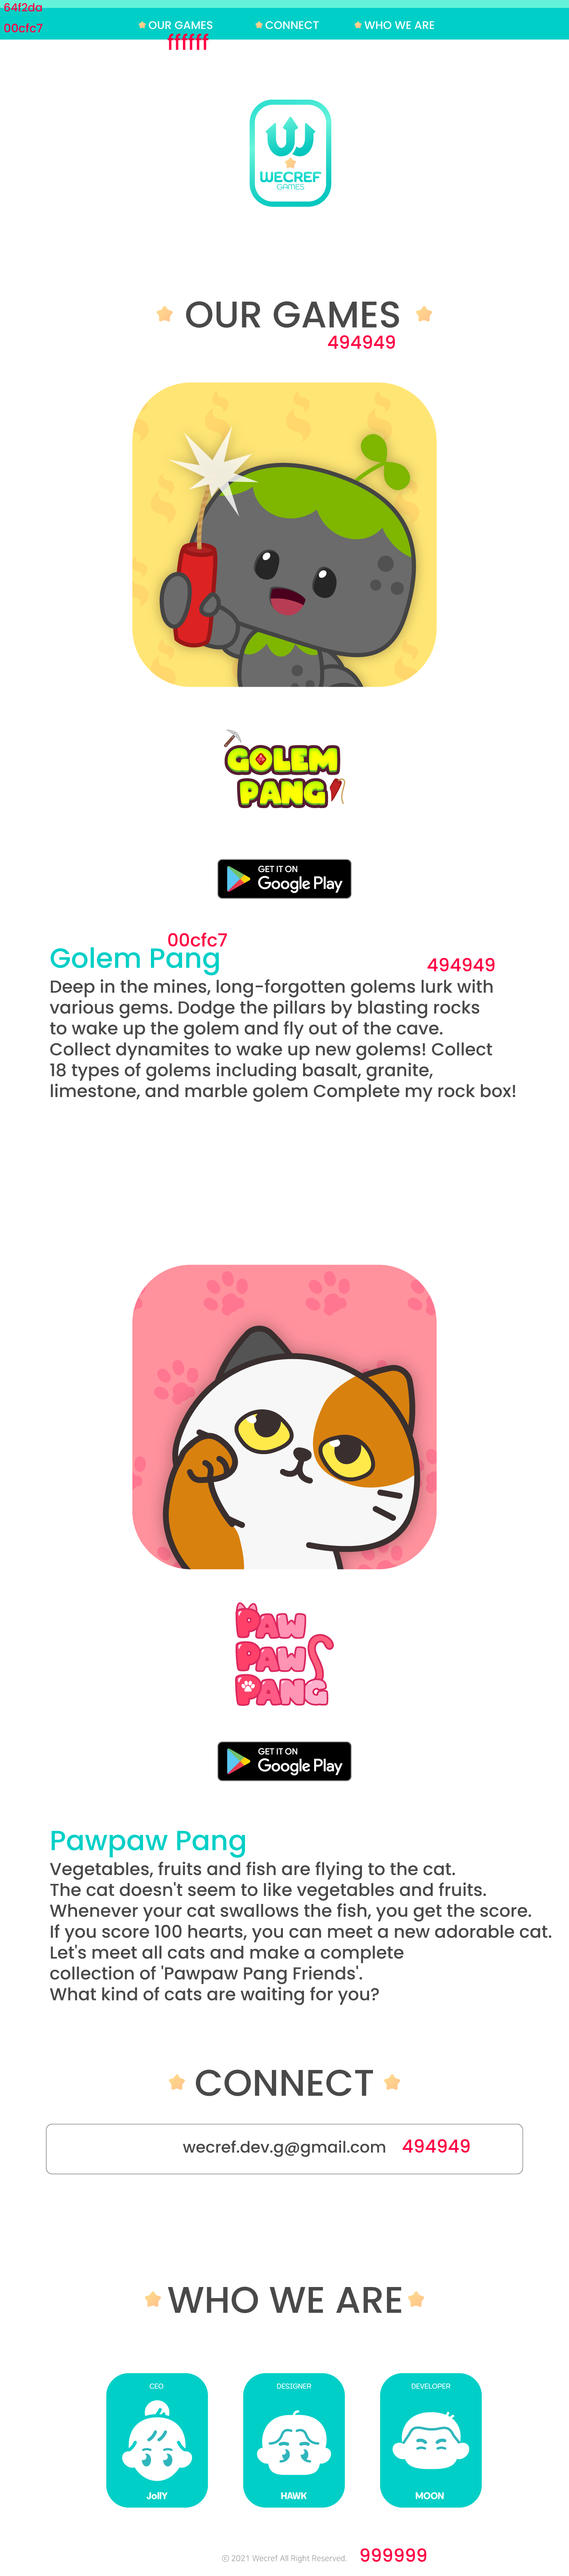 64f2da
00cfc7
OUR GAMES CONNECT WHO WE ARE
ffffff
WECREF
GAMES
OUR GAMES
494949
GOLEM
PANG
GET IT ON
Google Play
00cfc7
Golem Pang
494949
Deep in the mines, long-forgotten golems lurk with
various gems. Dodge the pillars by blasting rocks
to wake up the golem and fly out of the cave.
Collect dynamites to wake up new golems! Collect
18 types of golems including basalt, granite,
limestone, and marble golem Complete my rock box!
PAW
PAW
PANG
GET IT ON
Google Play
Pawpaw Pang
Vegetables, fruits and fish are flying to the cat.
The cat doesn't seem to like vegetables and fruits.
Whenever your cat swallows the fish, you get the score.
If you score 100 hearts, you can meet a new adorable cat.
Let's meet all cats and make a complete
collection of 'Pawpaw Pang Friends'.
What kind of cats are waiting for you?
CONNECT
wecref.dev.g@gmail.com 494949
WHO WE ARE
CEO DESIGNER DEVELOPER
JollY HAWK MOON
© 2021 Wecref All Right Reserved. 999999